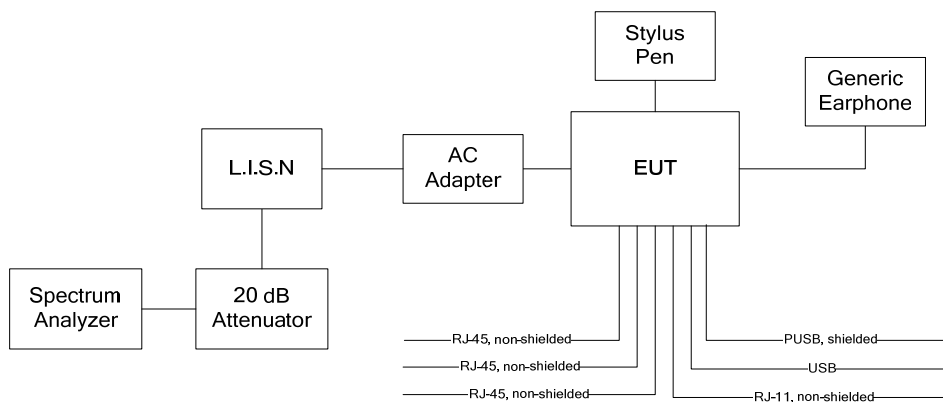 Stylus
Pen
Generic
Earphone
L.I.S.N
AC
Adapter
EUT
Spectrum
Analyzer
20 dB
Attenuator
RJ-45, non-shielded
PUSB, shielded
RJ-45, non-shielded
USB
RJ-45, non-shielded
RJ-11, non-shielded